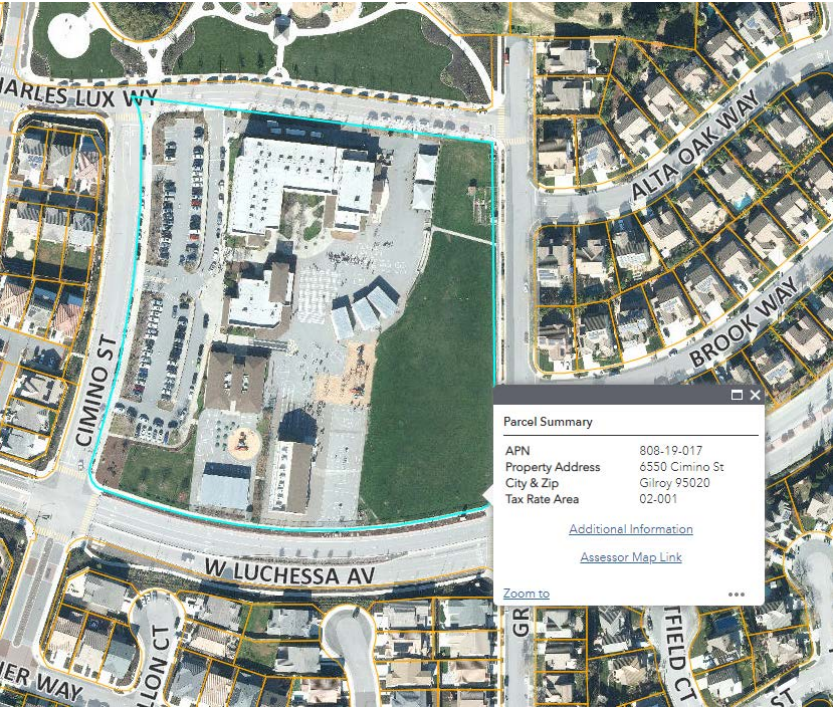 HARLES LUX WY
ALTA OAK WAY
BROOK WAY
CIMINO ST
Parcel Summary
APN 808-19-017
Property Address 6550 Cimino St
City & Zip Gilroy 95020
Tax Rate Area 02-001
Additional Information
Assessor Map Link
Zoom to
W LUCHESSA AV
GR
TFIELD CT
LLON CT
HER WAY
ST